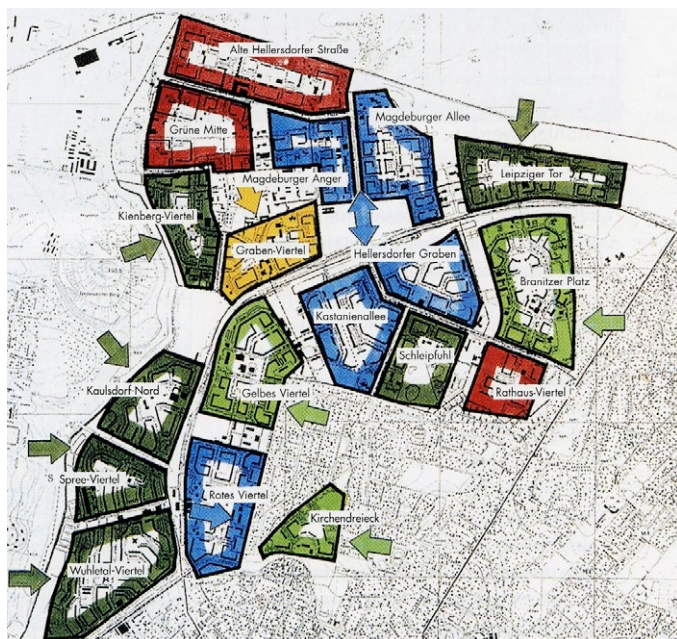 Alte Hellersdorfer Straße
Magdeburger Allee
Grüne Mitte
Leipziger Tor
Magdeburger Anger
Kienberg-Viertel
Graben-Viertel
Hellersdorfer Graben
Branitzer Platz
Kastanienallee
Schleipfuhl
Kaulsdorf Nord
Gelbes Viertel
Rathaus-Viertel
Spree-Viertel
Rotes Viertel
Kirchendreieck
Wuhletal-Viertel